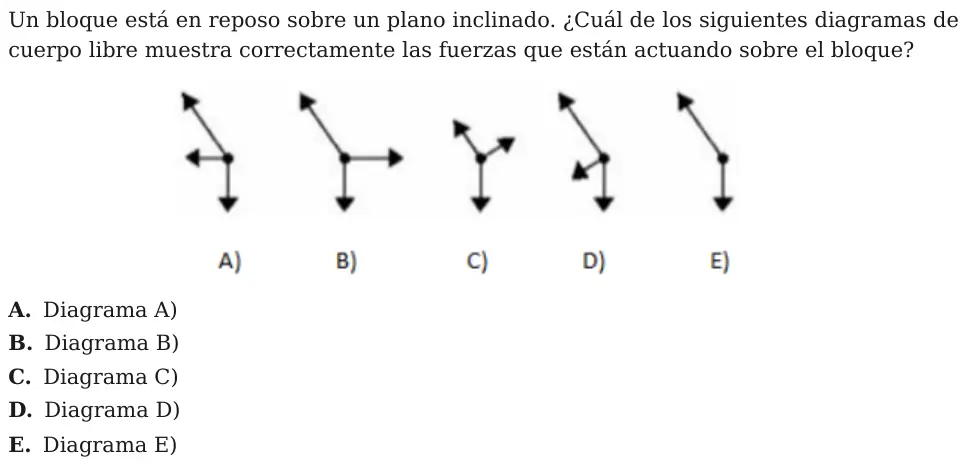 Un bloque está en reposo sobre un plano inclinado. ¿Cuál de los siguientes diagramas de
cuerpo libre muestra correctamente las fuerzas que están actuando sobre el bloque?
A) B) C) D) E)
A. Diagrama A)
B. Diagrama B)
C. Diagrama C)
D. Diagrama D)
E. Diagrama E)